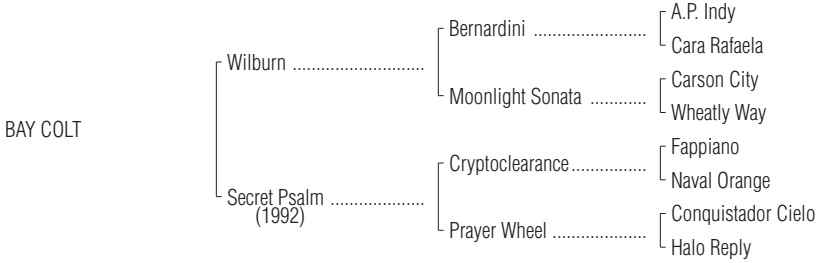 A.P. Indy
Bernardini ........................
Cara Rafaela
Wilburn ............................
Carson City
Moonlight Sonata ............
Wheatly Way
BAY COLT
Fappiano
Cryptoclearance................
Naval Orange
Secret Psalm ....................
(1992)
Conquistador Cielo
Prayer Wheel ....................
Halo Reply